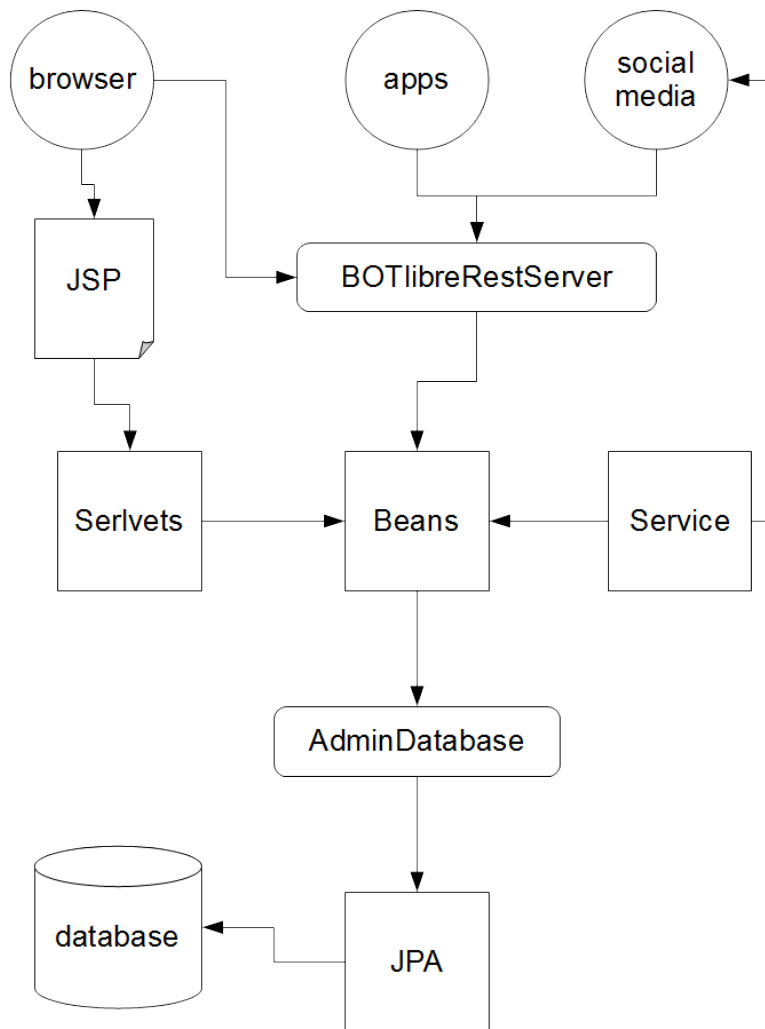 browser
apps
social
media
JSP
BOTlibreRestServer
Serlvets
Beans
Service
AdminDatabase
database
JPA